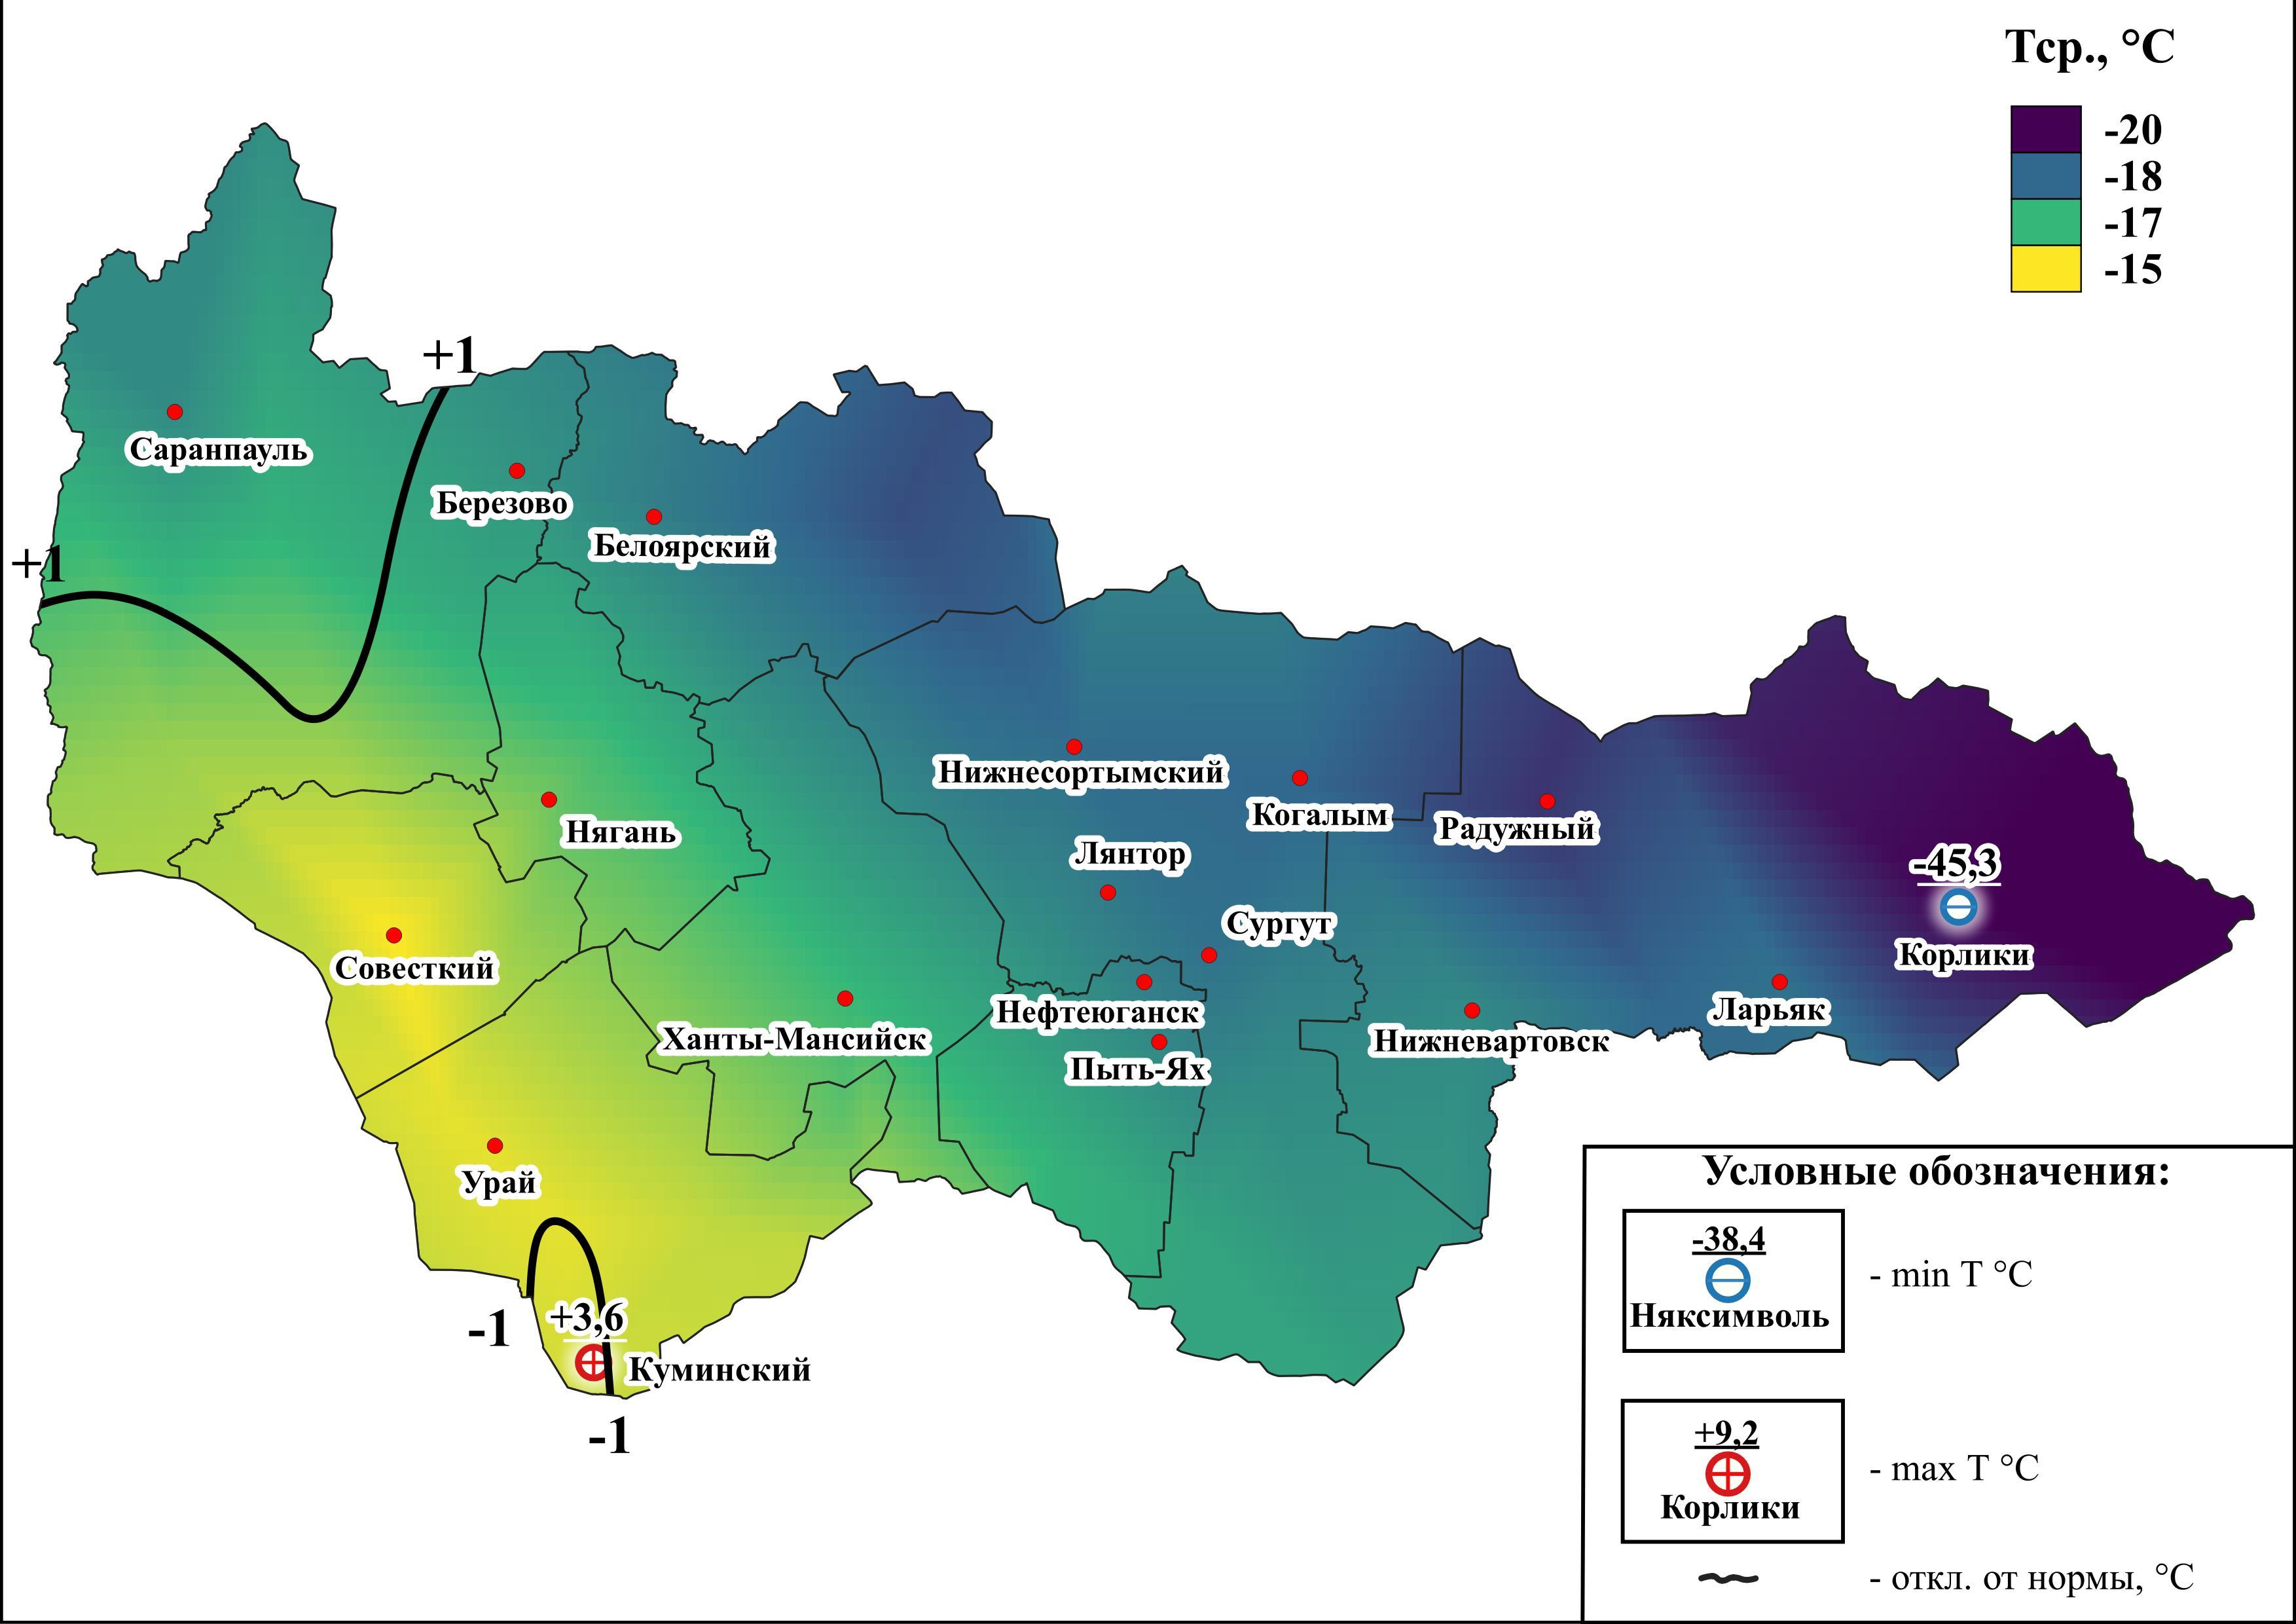 Тср., °C
-20
-18
-17
-15
+1
Саранпауль
Березово
Белоярский
+1
Нижнесортымский
Когалым
Радужный
Нягань
Лянтор
-45,3
Сургут
Корлики
Совесткий
Нефтеюганск
Ларьяк
Ханты-Мансийск
Нижневартовск
Пыть-Ях
Урай
-1
+3,6
Куминский
-1
Условные обозначения:
-38,4
Няксимволь
- min T °C
+9,2
Корлики
- max T °C
- откл. от нормы, °C